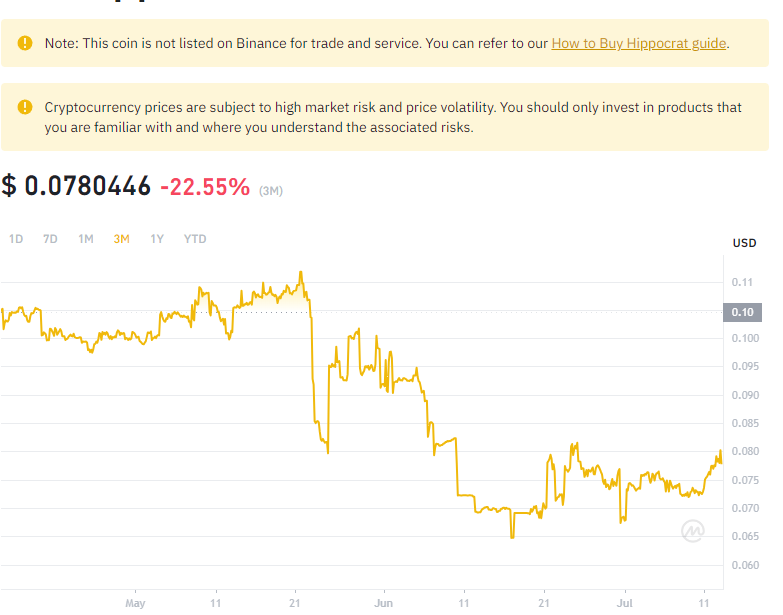 Note: This coin is not listed on Binance for trade and service. You can refer to our How to Buy Hippocrat guide.
Cryptocurrency prices are subject to high market risk and price volatility. You should only invest in products that
you are familiar with and where you understand the associated risks.
$ 0.0780446 -22.55% (3M)
1D 7D 1M 3M 1Y YTD
USD
0.11
0.10
0.100
0.095
0.090
0.085
0.080
0.075
0.070
0.065
0.060
May 11 21 Jun 11 21 Jul 11